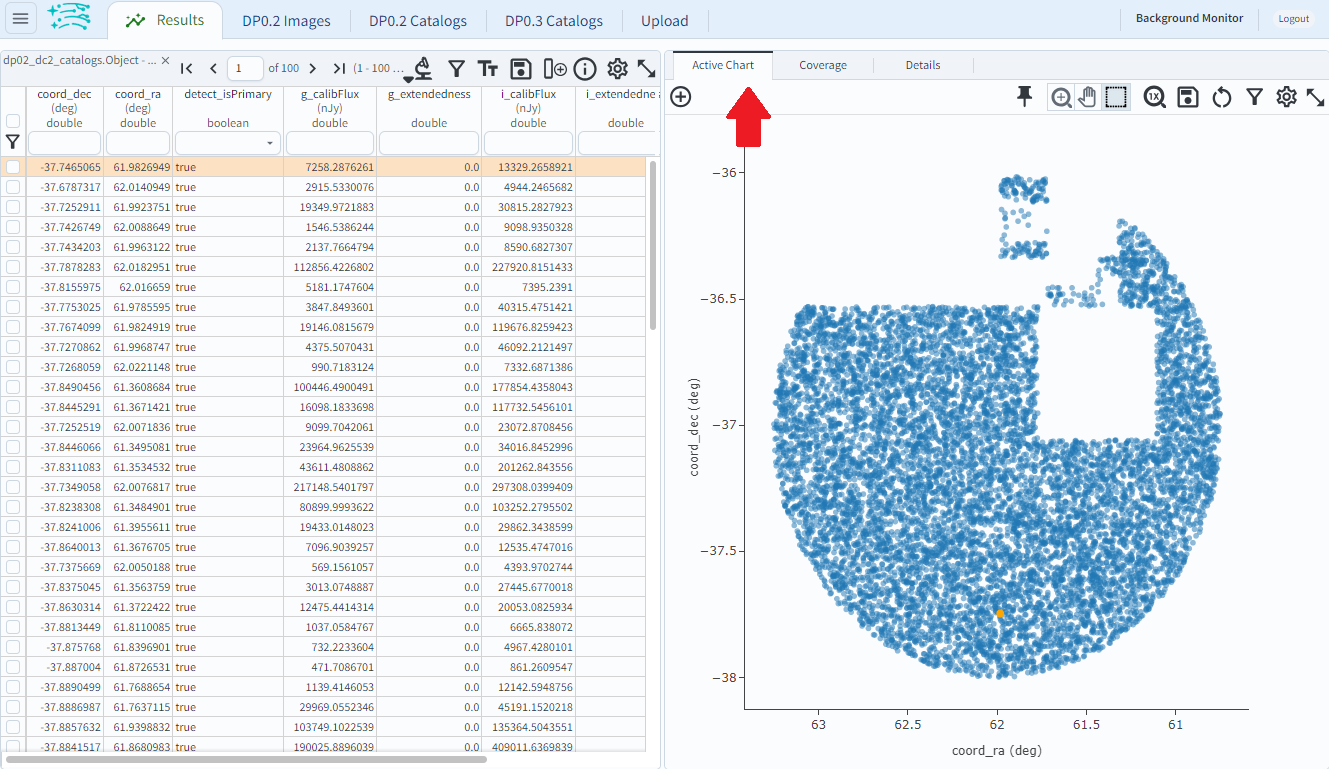 Results DP0.2 Images DP0.2 Catalogs DP0.3 Catalogs Upload Background Monitor Logout
dp02_dc2_catalogs.Object - ... × 1 of 100 (1 - 100 ...
coord_dec coord_ra detect_isPrimary g_calibFlux g_extendedness i_calibFlux i_extendedne
(deg) (deg) (nJy) (nJy)
double double boolean double double double double
-37.7465065 61.9826949 true 7258.2876261 0.0 13329.2658921
-37.6787317 62.0140949 true 2915.5330076 0.0 4944.2465682
-37.7252911 61.9923751 true 19349.9721883 0.0 30815.2827923
-37.7426749 62.0088649 true 1546.5386244 0.0 9098.9350328
-37.7434203 61.9963122 true 2137.7664794 0.0 8590.6827307
-37.7878283 62.0182951 true 112856.4226802 0.0 227920.8151433
-37.8155975 62.016659 true 5181.1747604 0.0 7395.2391
-37.7753025 61.9785595 true 3847.8493601 0.0 40315.4751421
-37.7674099 61.9824919 true 19146.0815679 0.0 119676.8259423
-37.7270862 61.9968747 true 4375.5070431 0.0 46092.2121497
-37.7268059 62.0221148 true 990.7183124 0.0 7332.6871386
-37.8490456 61.3608684 true 100446.4900491 0.0 177854.4358043
-37.8445291 61.3671421 true 16098.1833698 0.0 117732.5456101
-37.7252519 62.0071836 true 9099.7042061 0.0 23072.8708456
-37.8446066 61.3495081 true 23964.9625539 0.0 34016.8452996
-37.8311083 61.3534532 true 43611.4808862 0.0 201262.843556
-37.7349058 62.0076817 true 217148.5401797 0.0 297308.0399409
-37.8238308 61.3484901 true 80899.9993622 0.0 103252.2795502
-37.8241006 61.3955611 true 19433.0148023 0.0 29862.3438599
-37.8640013 61.3676705 true 7096.9039257 0.0 12535.4747016
-37.7375669 62.0050188 true 569.1561057 0.0 4393.9702744
-37.8375045 61.3563759 true 3013.0748887 0.0 27445.6770018
-37.8630314 61.3722422 true 12475.4414314 0.0 20053.0825934
-37.8813449 61.8110085 true 1037.0584767 0.0 6665.838072
-37.875768 61.8396901 true 732.2233604 0.0 4967.4280101
-37.887004 61.8726531 true 471.7086701 0.0 861.2609547
-37.8890499 61.7688654 true 1139.4146053 0.0 12142.5948756
-37.8886987 61.7637115 true 29969.0552346 0.0 45191.1520218
-37.8857632 61.9398832 true 103749.1022539 0.0 135364.5043551
-37.8841517 61.8680983 true 190025.8896039 0.0 409011.6369839
Active Chart Coverage Details
1X
−36
−36.5
−37
−37.5
−38
coord_dec (deg)
63 62.5 62 61.5 61
coord_ra (deg)